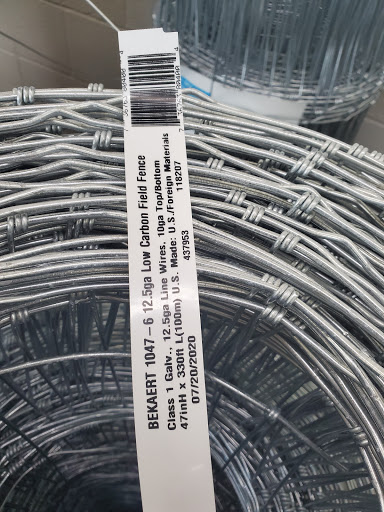 BEKAERT 1047-6 12.5ga Low Carbon Field Fence
Class 1 Galv., 12.5ga Line Wires, 10ga Top/Bottom
47inH x 330ft L(100m) U.S. Made: U.S./Foreign Materials
07/20/2020 437953 118207